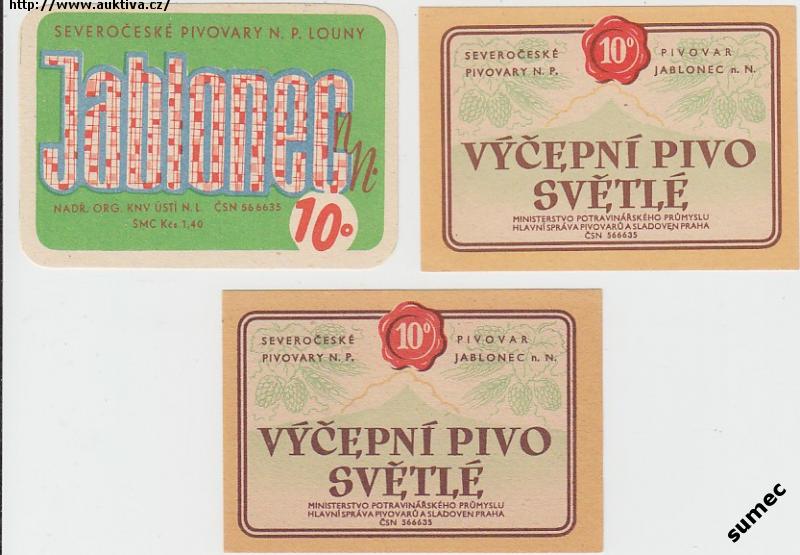 http://www.auktiva.cz/
SEVEROČESKÉ PIVOVARY N. P. LOUNY
Jablonec
n. N.
NADŘ. ORG. KNV ÚSTÍ N. L. ČSN 566635
SMC Kčs 1,40
10°
SEVEROČESKÉ
PIVOVARY N. P.
10°
PIVOVAR
JABLONEC n. N.
VÝČEPNÍ PIVO
SVĚTLÉ
MINISTERSTVO POTRAVINÁŘSKÉHO PRŮMYSLU
HLAVNÍ SPRÁVA PIVOVARŮ A SLADOVEN PRAHA
ČSN 566635
SEVEROČESKÉ
PIVOVARY N. P.
10°
PIVOVAR
JABLONEC n. N.
VÝČEPNÍ PIVO
SVĚTLÉ
MINISTERSTVO POTRAVINÁŘSKÉHO PRŮMYSLU
HLAVNÍ SPRÁVA PIVOVARŮ A SLADOVEN PRAHA
ČSN 566635
sumec